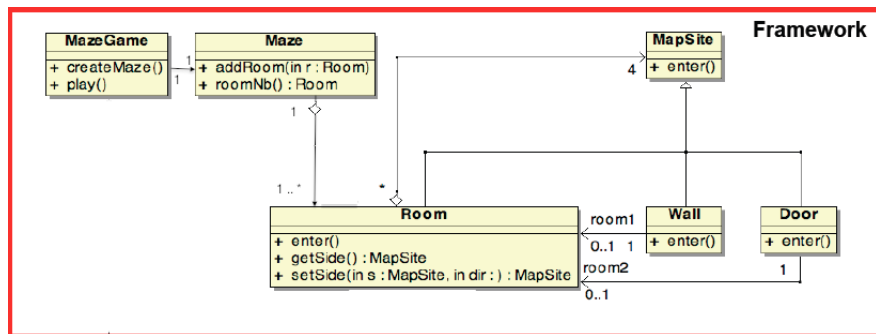 Framework
MazeGame
+ createMaze()
+ play()
1
1
Maze
+ addRoom(in r : Room)
+ roomNb() : Room
1
1..*
MapSite
+ enter()
4
*
Room
+ enter()
+ getSide() : MapSite
+ setSide(in s : MapSite, in dir : ) : MapSite
room1
0..1
1
Wall
+ enter()
Door
+ enter()
room2
1
0..1